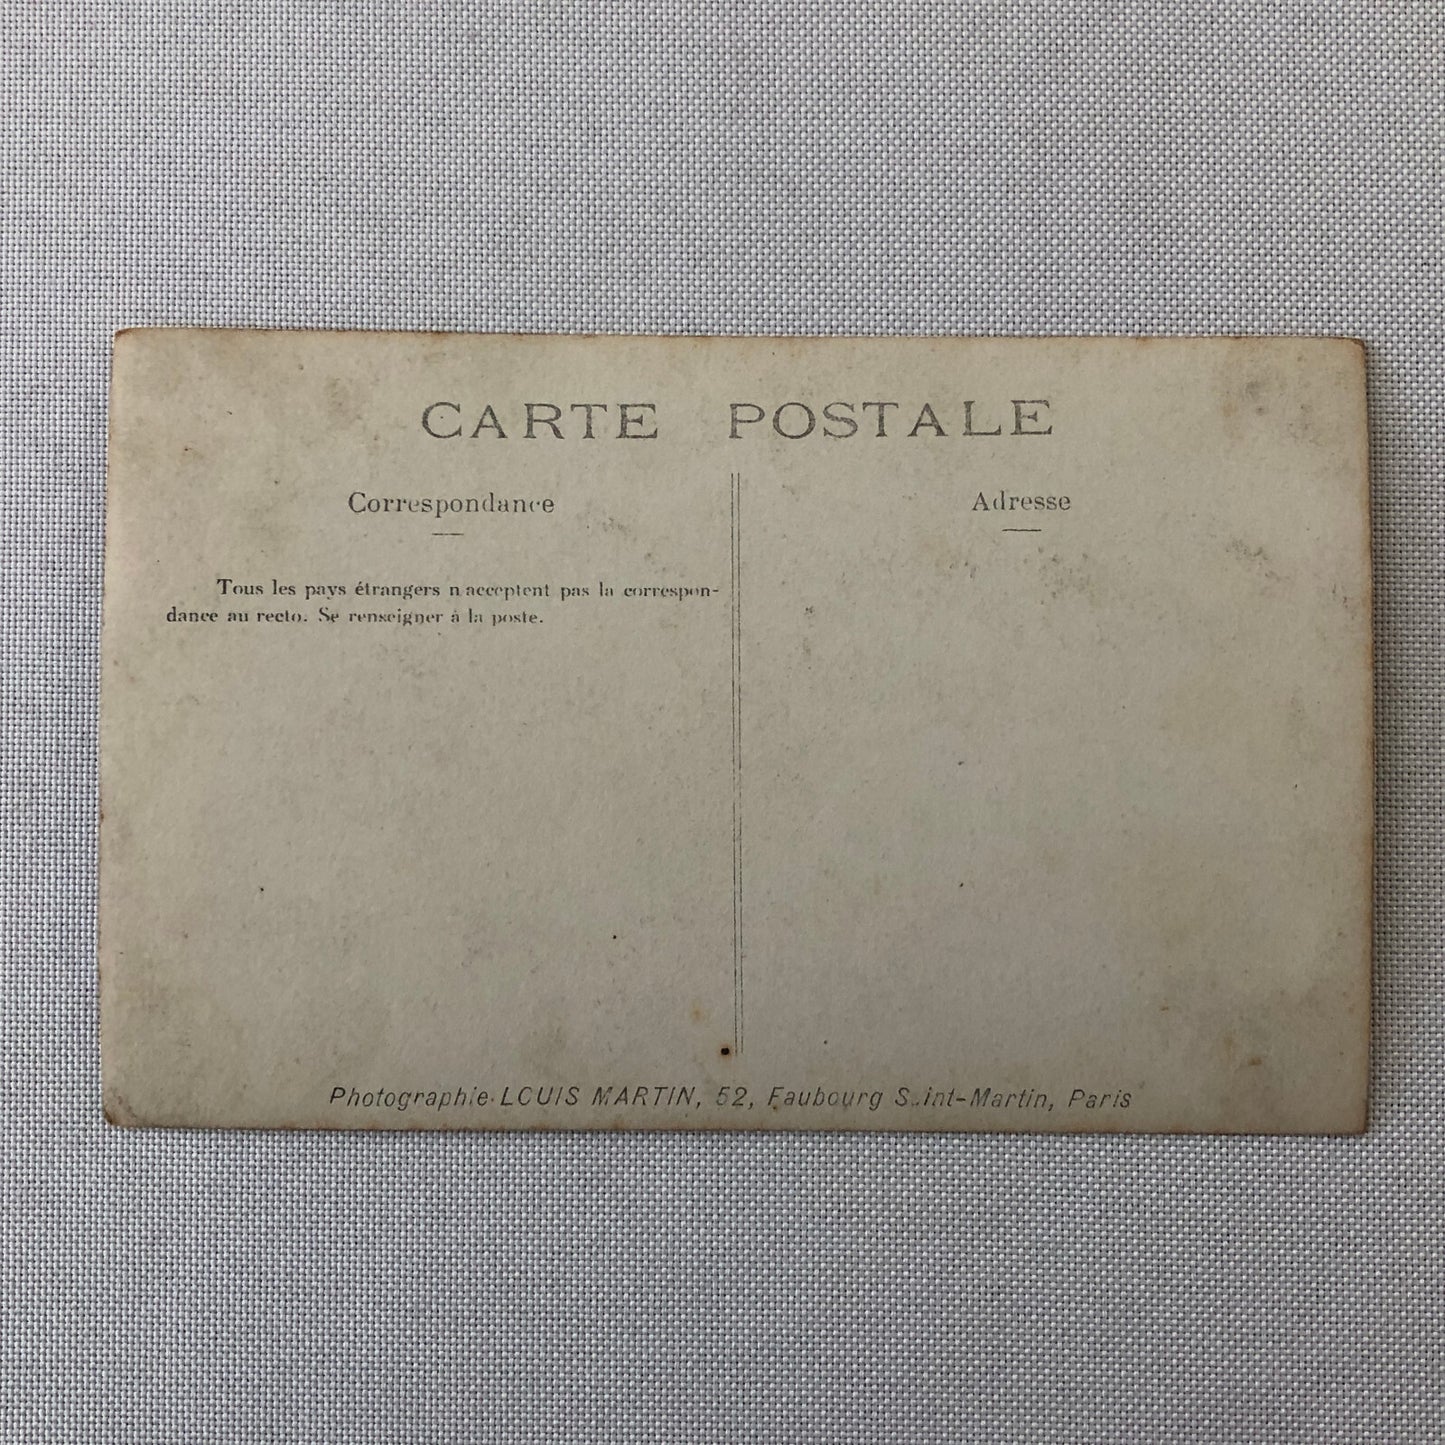 CARTE POSTALE
Correspondance
Adresse
Tous les pays étrangers n acceptent pas la correspon-
dance au recto. Se renseigner à la poste.
Photographie LOUIS MARTIN, 52, Faubourg Saint-Martin, Paris